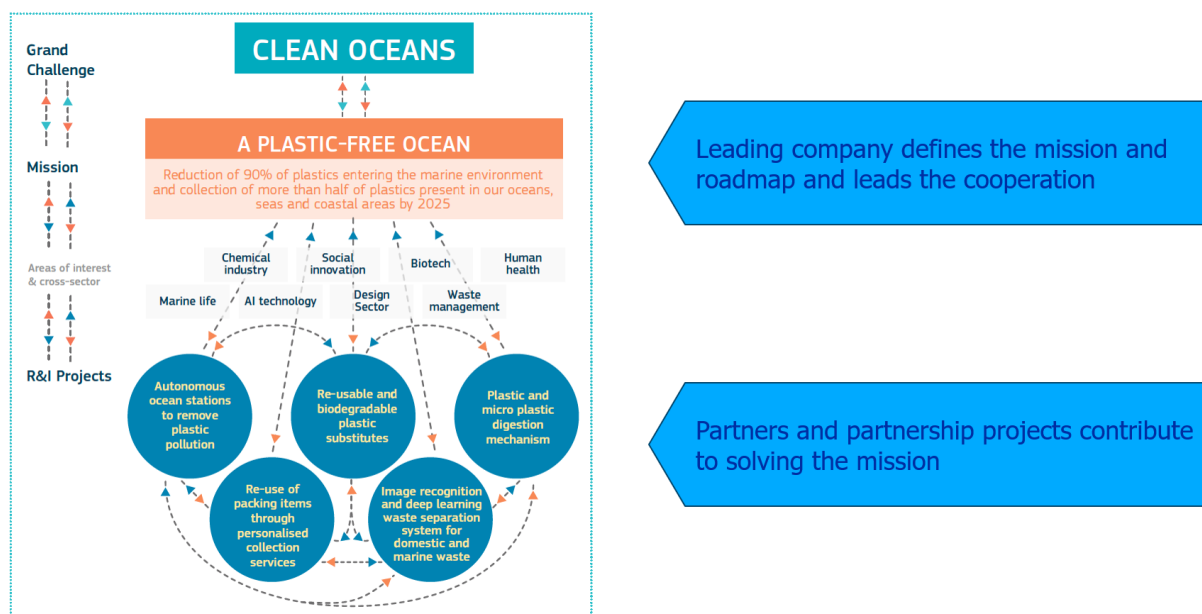 Grand
Challenge
Mission
Areas of interest
& cross-sector
R&I Projects
CLEAN OCEANS
A PLASTIC-FREE OCEAN
Reduction of 90% of plastics entering the marine environment
and collection of more than half of plastics present in our oceans,
seas and coastal areas by 2025
Chemical
industry
Social
innovation
Biotech
Human
health
Marine life
AI technology
Design
Sector
Waste
management
Autonomous
ocean stations
to remove
plastic
pollution
Re-usable and
biodegradable
plastic
substitutes
Plastic and
micro plastic
digestion
mechanism
Re-use of
packing items
through
personalised
collection
services
Image recognition
and deep learning
waste separation
system for
domestic and
marine waste
Leading company defines the mission and
roadmap and leads the cooperation
Partners and partnership projects contribute
to solving the mission